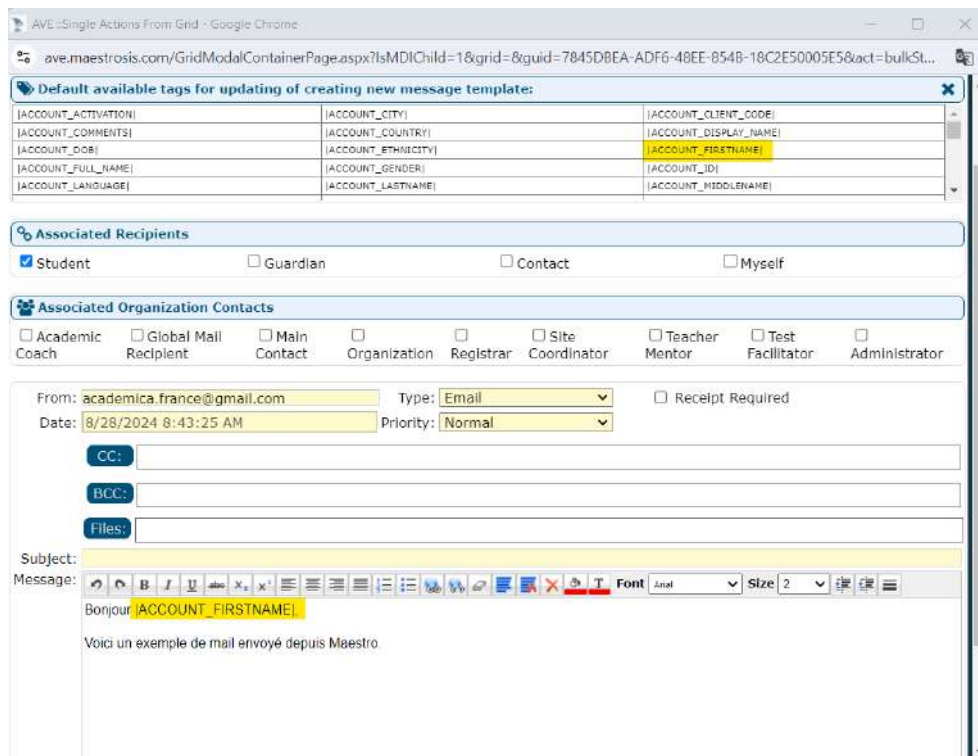 AVE ::Single Actions From Grid - Google Chrome
ave.maestrosis.com/GridModalContainerPage.aspx?IsMDIChild=1&grid=&guid=7845DBEA-ADF6-48EE-854B-18C2E50005E5&act=bulkSt...
Default available tags for updating of creating new message template:
|ACCOUNT_ACTIVATION| |ACCOUNT_CITY| |ACCOUNT_CLIENT_CODE|
|ACCOUNT_COMMENTS| |ACCOUNT_COUNTRY| |ACCOUNT_DISPLAY_NAME|
|ACCOUNT_DOB| |ACCOUNT_ETHNICITY| |ACCOUNT_FIRSTNAME|
|ACCOUNT_FULL_NAME| |ACCOUNT_GENDER| |ACCOUNT_ID|
|ACCOUNT_LANGUAGE| |ACCOUNT_LASTNAME| |ACCOUNT_MIDDLENAME|
Associated Recipients
Student Guardian Contact Myself
Associated Organization Contacts
Academic Coach Global Mail Recipient Main Contact Organization Registrar Site Coordinator Teacher Mentor Test Facilitator Administrator
From: academica.france@gmail.com Type: Email Receipt Required
Date: 8/28/2024 8:43:25 AM Priority: Normal
CC:
BCC:
Files:
Subject:
Message: B I U abc x₂ x² Font Arial Size 2
Bonjour |ACCOUNT_FIRSTNAME|,
Voici un exemple de mail envoyé depuis Maestro.